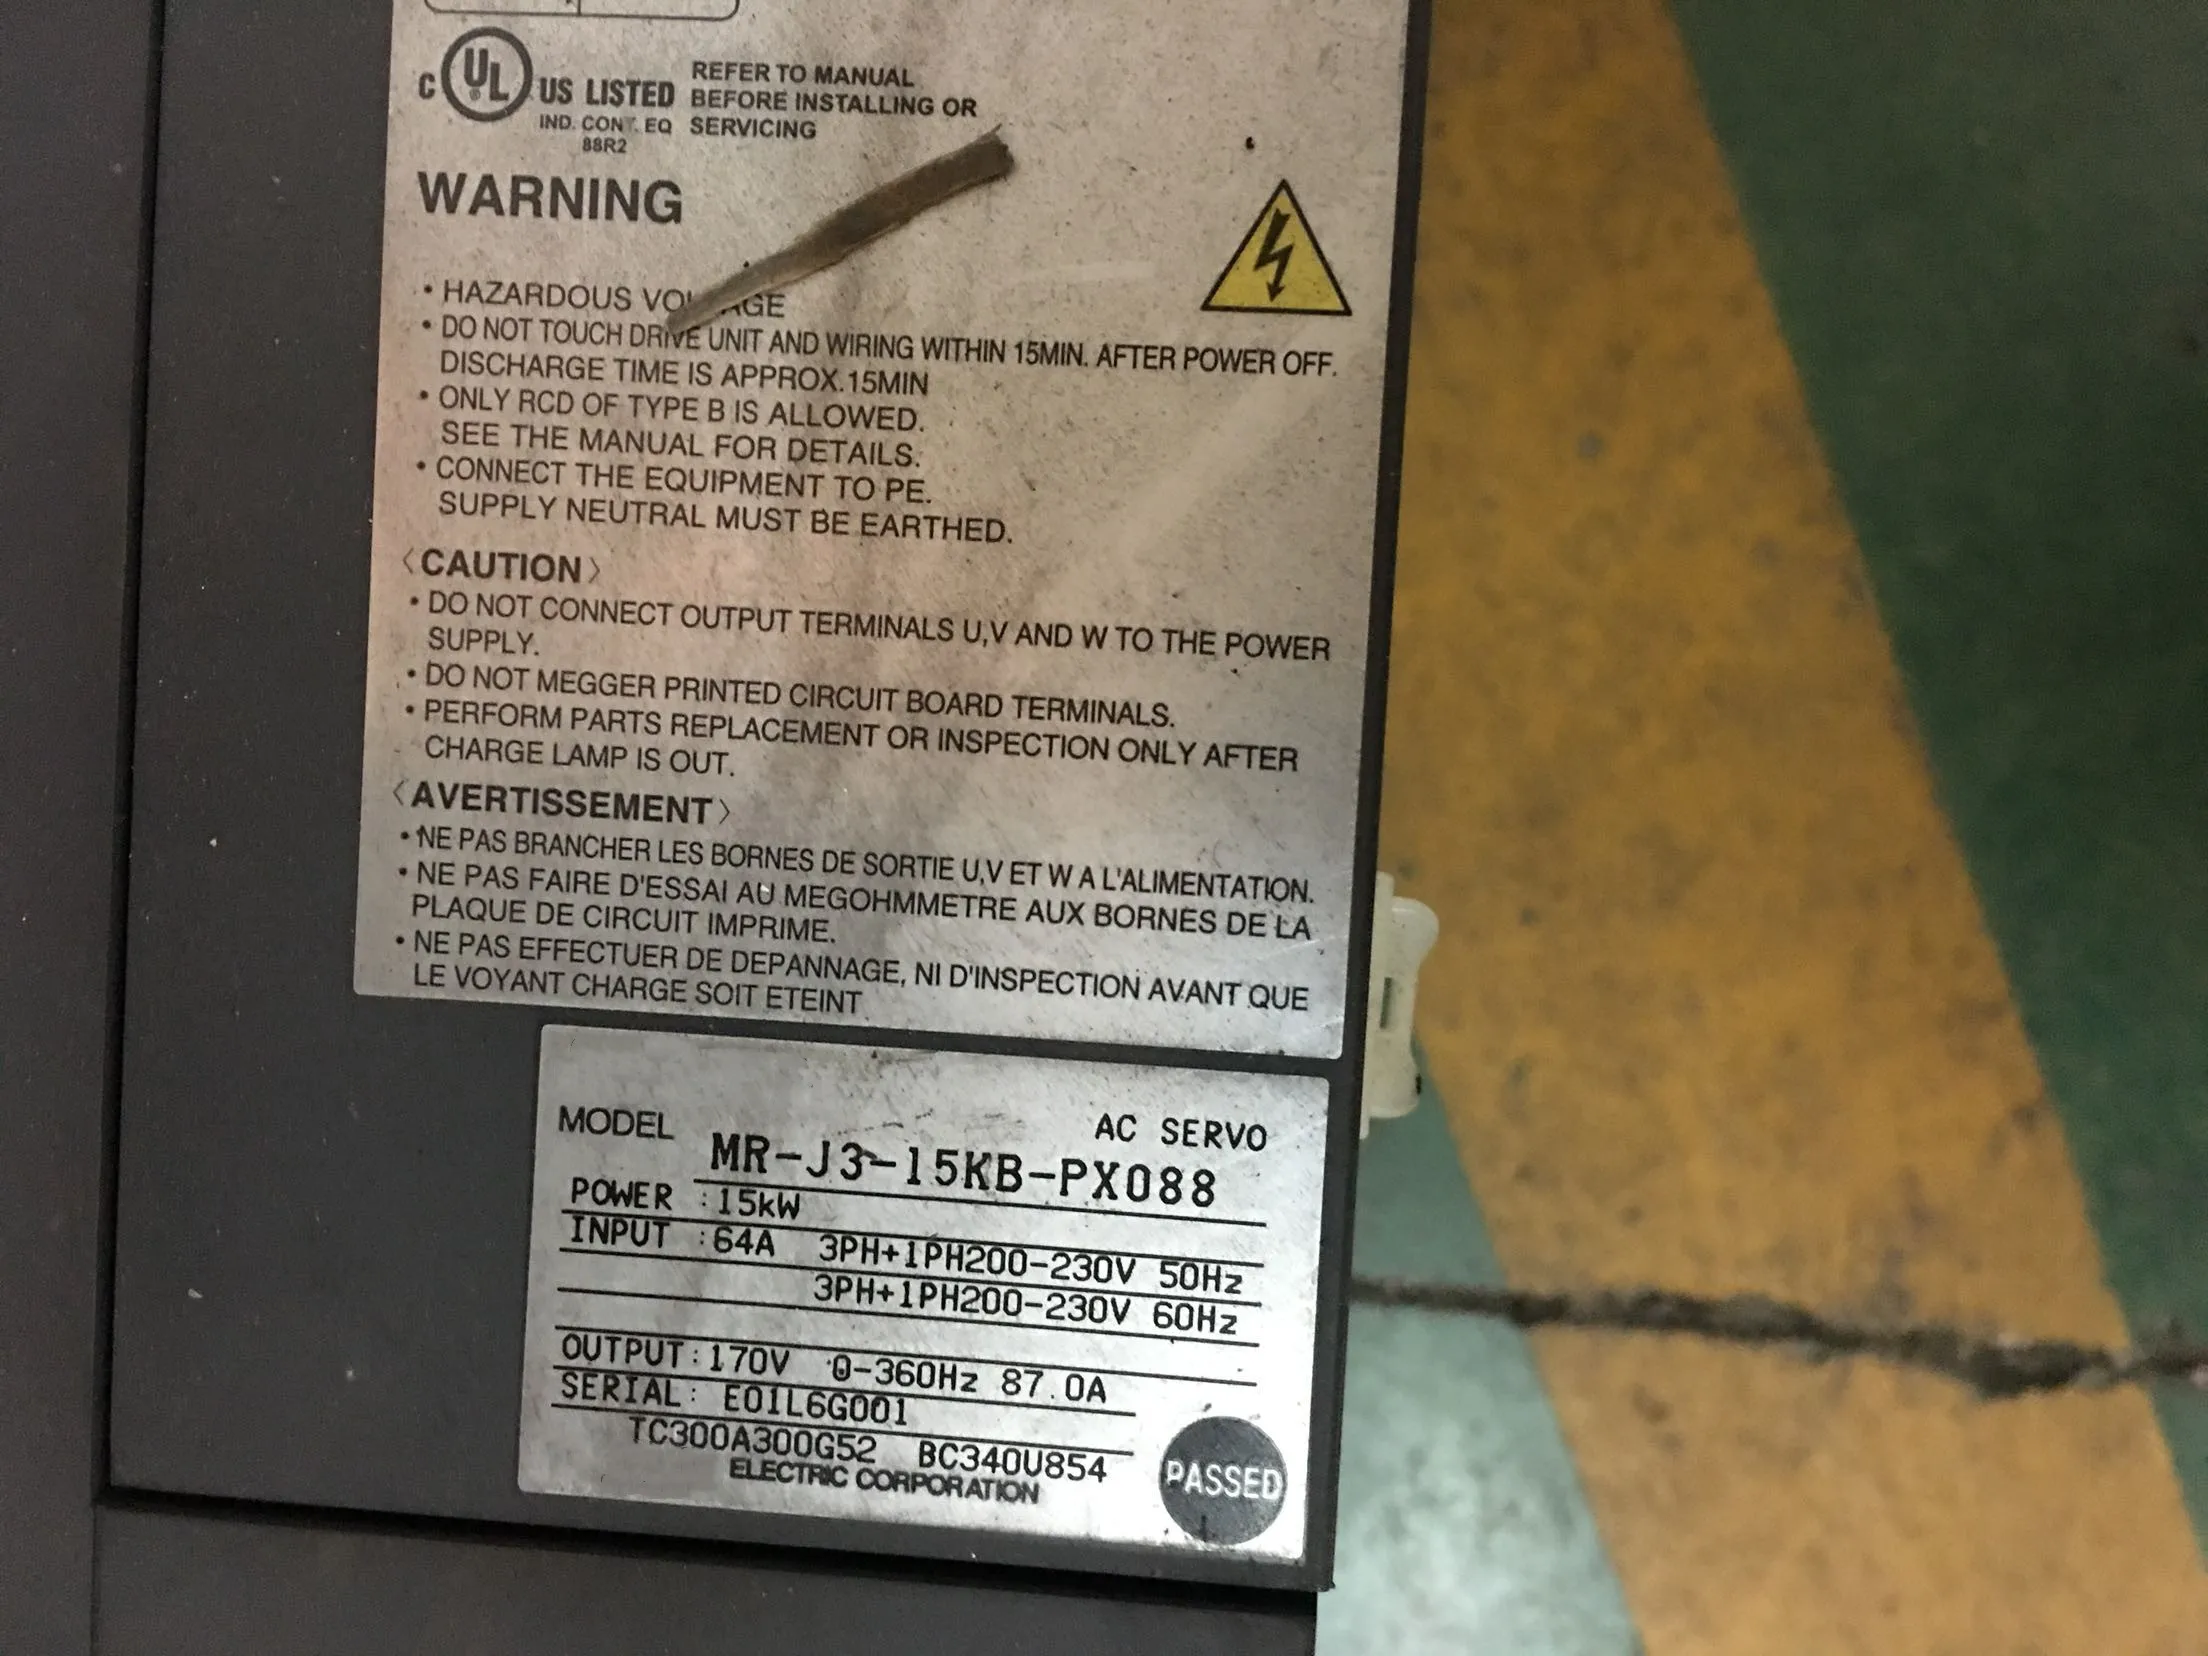 C UL US LISTED
IND. CONT. EQ
88R2
REFER TO MANUAL
BEFORE INSTALLING OR
SERVICING
WARNING
• HAZARDOUS VOLTAGE
• DO NOT TOUCH DRIVE UNIT AND WIRING WITHIN 15MIN. AFTER POWER OFF.
DISCHARGE TIME IS APPROX.15MIN
• ONLY RCD OF TYPE B IS ALLOWED.
SEE THE MANUAL FOR DETAILS.
• CONNECT THE EQUIPMENT TO PE.
SUPPLY NEUTRAL MUST BE EARTHED.
〈CAUTION〉
• DO NOT CONNECT OUTPUT TERMINALS U,V AND W TO THE POWER
SUPPLY.
• DO NOT MEGGER PRINTED CIRCUIT BOARD TERMINALS.
• PERFORM PARTS REPLACEMENT OR INSPECTION ONLY AFTER
CHARGE LAMP IS OUT.
〈AVERTISSEMENT〉
• NE PAS BRANCHER LES BORNES DE SORTIE U,V ET W A L'ALIMENTATION.
• NE PAS FAIRE D'ESSAI AU MEGOHMMETRE AUX BORNES DE LA
PLAQUE DE CIRCUIT IMPRIME.
• NE PAS EFFECTUER DE DEPANNAGE, NI D'INSPECTION AVANT QUE
LE VOYANT CHARGE SOIT ETEINT
AC SERVO
MODEL MR-J3-15KB-PX088
POWER :15kW
INPUT :64A 3PH+1PH200-230V 50Hz
3PH+1PH200-230V 60Hz
OUTPUT:170V 0-360Hz 87.0A
SERIAL: E01L6G001
TC300A300G52 BC340U854
ELECTRIC CORPORATION
PASSED